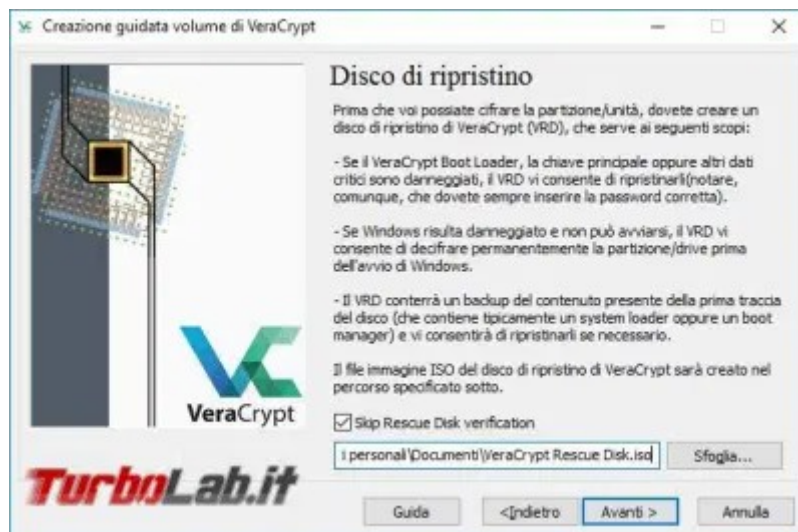 Creazione guidata volume di VeraCrypt
Disco di ripristino
Prima che voi possiate cifrare la partizione/unità, dovete creare un
disco di ripristino di VeraCrypt (VRD), che serve ai seguenti scopi:
- Se il VeraCrypt Boot Loader, la chiave principale oppure altri dati
critici sono danneggiati, il VRD vi consente di ripristinarli(notare,
comunque, che dovete sempre inserire la password corretta).
- Se Windows risulta danneggiato e non può avviarsi, il VRD vi
consente di decifrare permanentemente la partizione/drive prima
dell'avvio di Windows.
- Il VRD conterrà un backup del contenuto presente della prima traccia
del disco (che contiene tipicamente un system loader oppure un boot
manager) e vi consentirà di ripristinarli se necessario.
Il file immagine ISO del disco di ripristino di VeraCrypt sarà creato nel
percorso specificato sotto.
VeraCrypt
Skip Rescue Disk verification
i personali\Documenti\VeraCrypt Rescue Disk.iso
Sfoglia...
TurboLab.it
Guida
<Indietro
Avanti >
Annulla